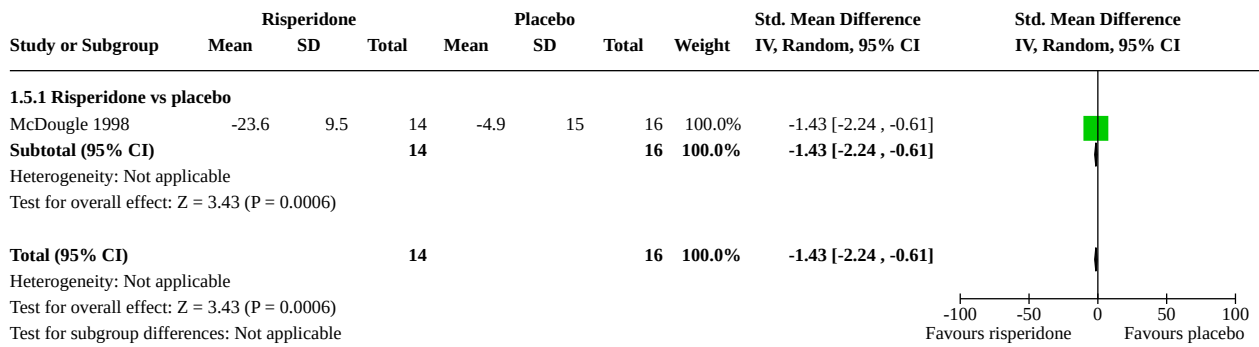 Risperidone Placebo Std. Mean Difference Std. Mean Difference
Study or Subgroup Mean SD Total Mean SD Total Weight IV, Random, 95% CI IV, Random, 95% CI
1.5.1 Risperidone vs placebo
McDougle 1998 -23.6 9.5 14 -4.9 15 16 100.0% -1.43 [-2.24 , -0.61]
Subtotal (95% CI) 14 16 100.0% -1.43 [-2.24 , -0.61]
Heterogeneity: Not applicable
Test for overall effect: Z = 3.43 (P = 0.0006)
Total (95% CI) 14 16 100.0% -1.43 [-2.24 , -0.61]
Heterogeneity: Not applicable
Test for overall effect: Z = 3.43 (P = 0.0006)
-100 -50 0 50 100
Test for subgroup differences: Not applicable Favours risperidone Favours placebo